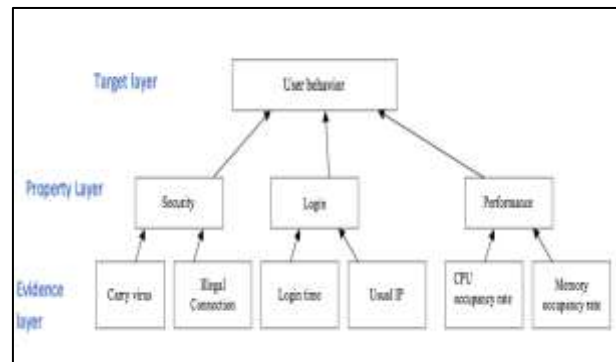 Target layer
User behavior
Property Layer
Security
Login
Performance
Evidence
layer
Carry virus
Illegal
Connection
Login time
Usual IP
CPU
occupancy rate
Memory
occupancy rate